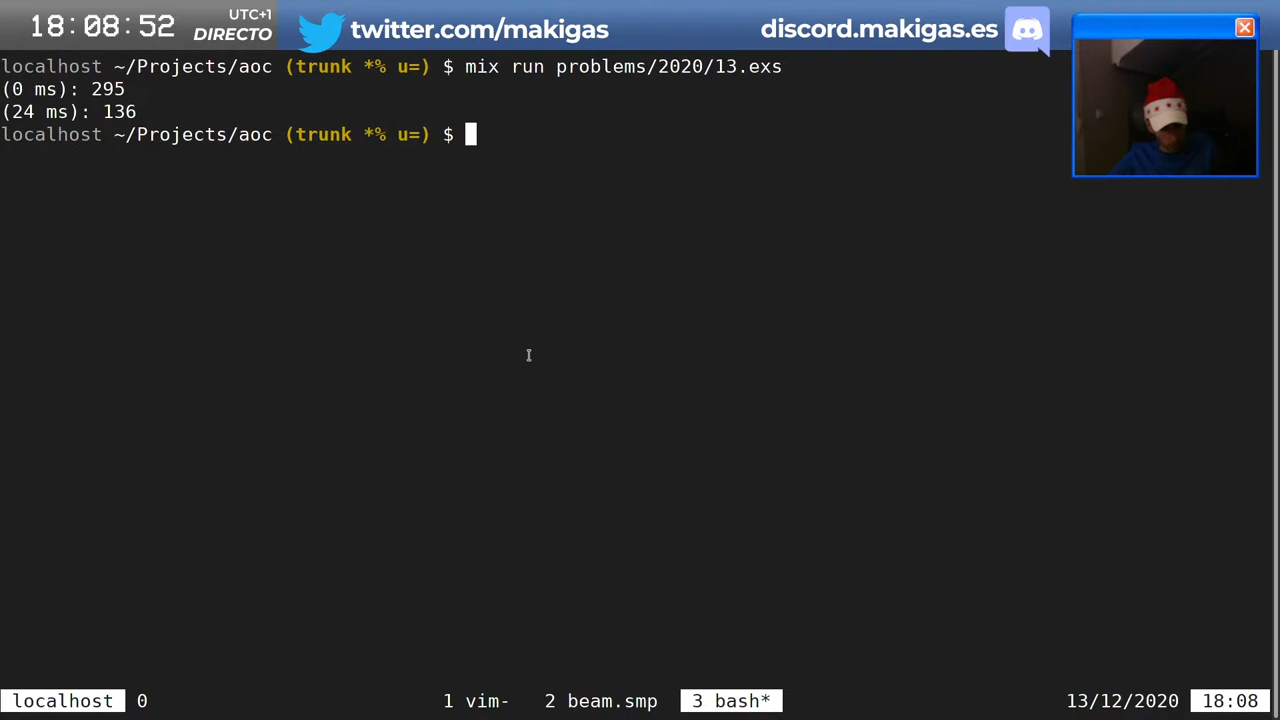 18:08:52
UTC+1
DIRECTO
twitter.com/makigas
discord.makigas.es
localhost ~/Projects/aoc (trunk *% u=) $ mix run problems/2020/13.exs
(0 ms): 295
(24 ms): 136
localhost ~/Projects/aoc (trunk *% u=) $
localhost 0 1 vim- 2 beam.smp 3 bash* 13/12/2020 18:08